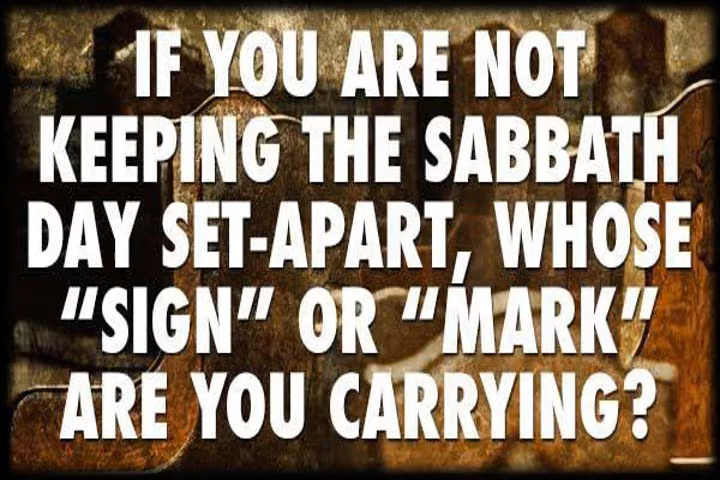 IF YOU ARE NOT
KEEPING THE SABBATH
DAY SET-APART, WHOSE
“SIGN” OR “MARK”
ARE YOU CARRYING?